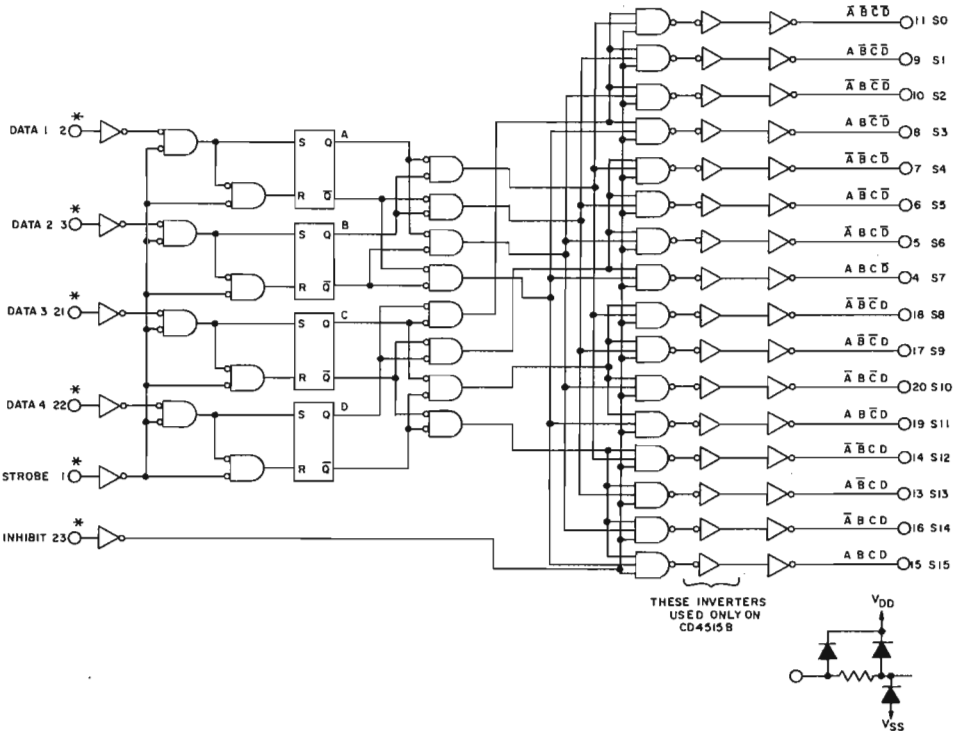 A̅ B̅ C̅ D̅
11 S0
A B̅ C̅ D̅
9 S1
A̅ B C̅ D̅
10 S2
A B C̅ D̅
8 S3
A̅ B̅ C D̅
7 S4
A B̅ C D̅
6 S5
A̅ B C D̅
5 S6
A B C D̅
4 S7
A̅ B̅ C̅ D
18 S8
A B̅ C̅ D
17 S9
A̅ B C̅ D
20 S10
A B C̅ D
19 S11
A̅ B̅ C D
14 S12
A B̅ C D
13 S13
A̅ B C D
16 S14
A B C D
15 S15
*
DATA 1 2
S Q A
R Q̅
*
DATA 2 3
S Q B
R Q̅
*
DATA 3 21
S Q C
R Q̅
*
DATA 4 22
S Q D
R Q̅
*
STROBE 1
*
INHIBIT 23
THESE INVERTERS
USED ONLY ON
CD4515B
VDD
VSS